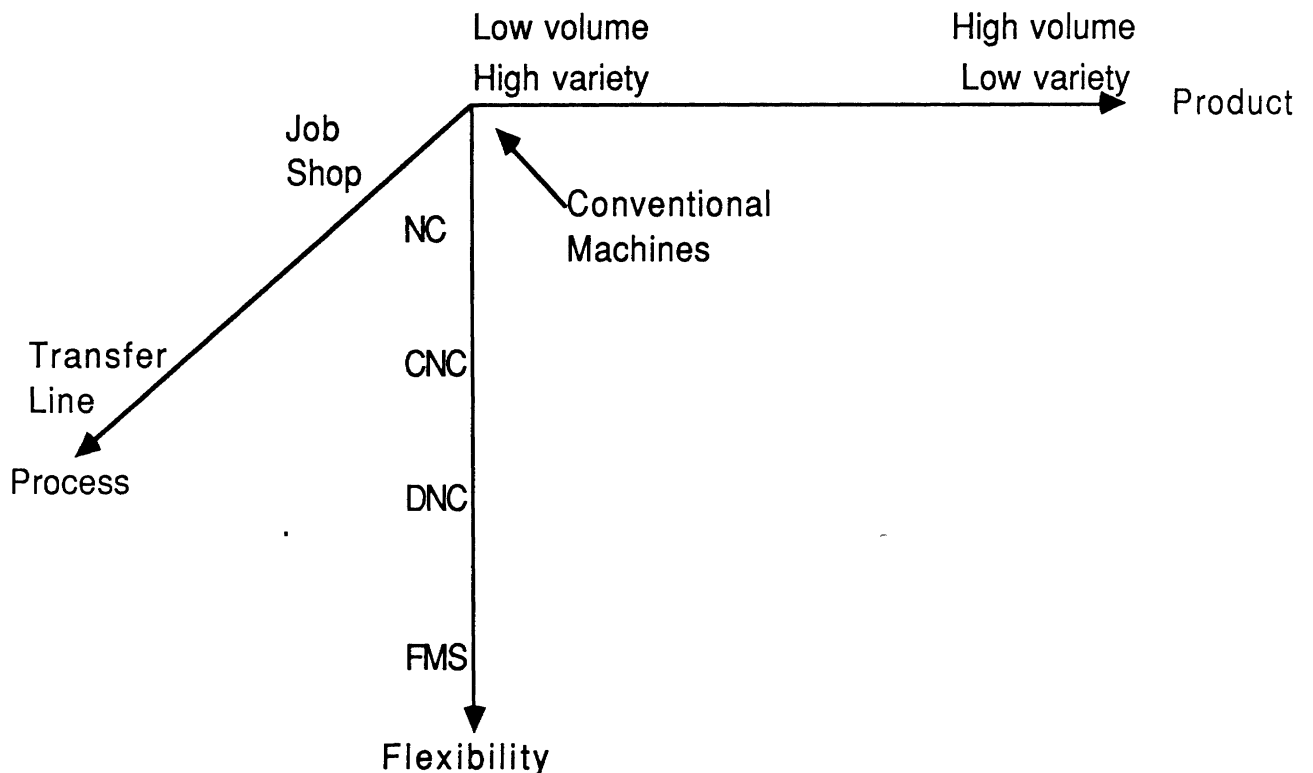 Low volume
High variety
High volume
Low variety
Product
Job
Shop
Conventional
Machines
NC
Transfer
Line
CNC
Process
DNC
FMS
Flexibility